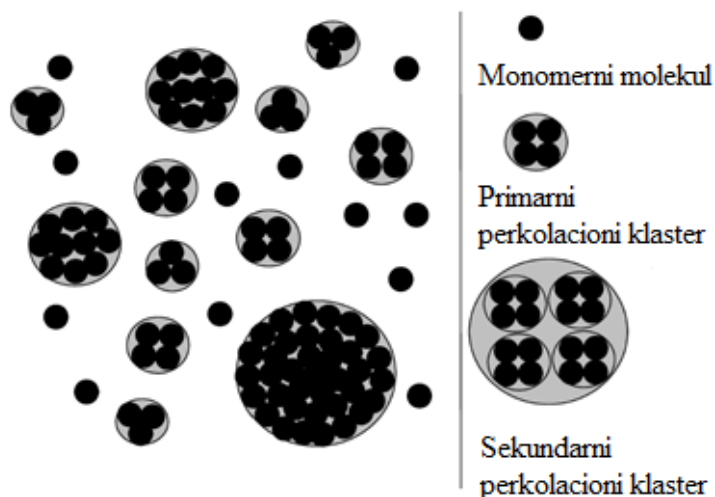 Monomerni molekul
Primarni
perkolacioni klaster
Sekundarni
perkolacioni klaster